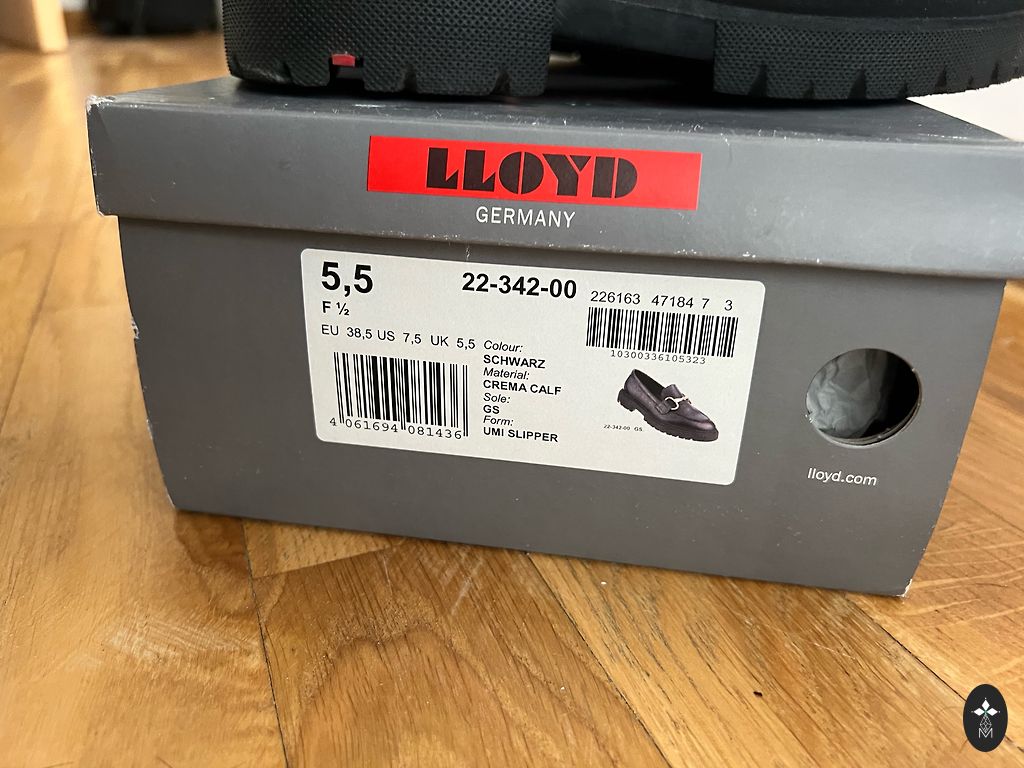 LLOYD
GERMANY
5,5
22-342-00
226163 47184 7 3
F ½
EU 38,5 US 7,5 UK 5,5
10300336105323
Colour:
SCHWARZ
Material:
CREMA CALF
Sole:
GS
Form:
UMI SLIPPER
4 061694 081436
22-342-00 GS
lloyd.com
M